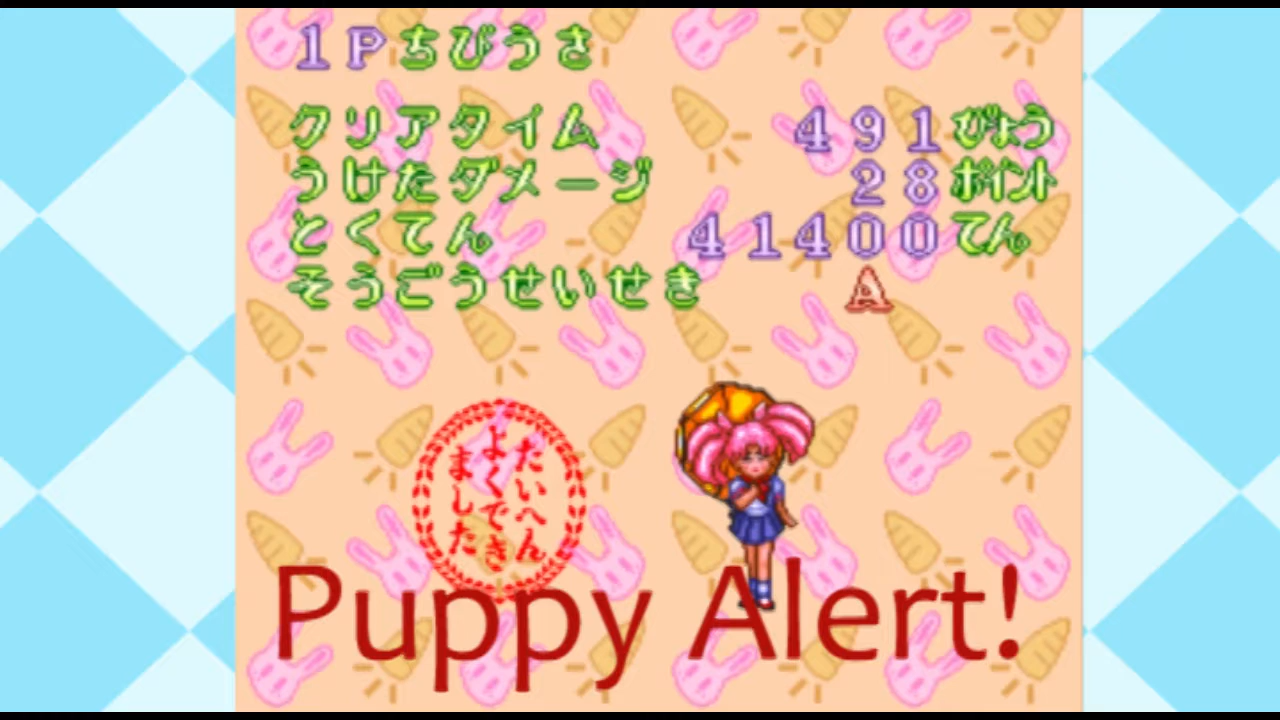 1Pちびうさ
クリアタイム 491びょう
うけたダメージ 28ポイント
とくてん 41400てん
そうごうせいせき A
たいへん
よくでき
ました
Puppy Alert!